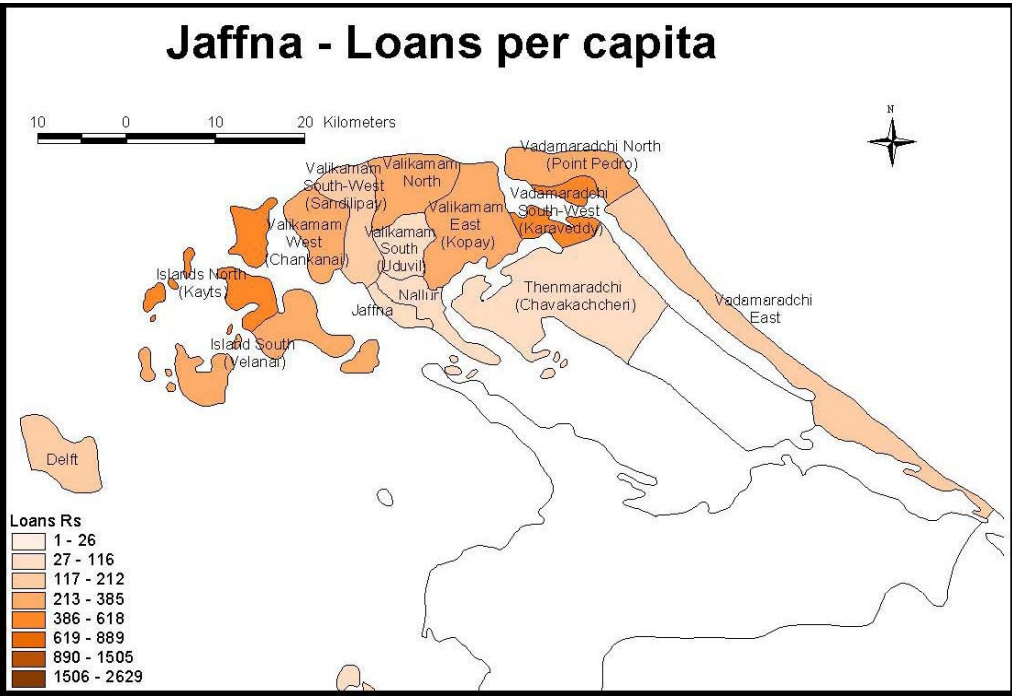 Jaffna - Loans per capita
10 0 10 20 Kilometers
N
Vadamaradchi North
(Point Pedro)
Valikamam
South-West
(Sandilipay)
Valikamam
North
Vadamaradchi
South-West
(Karaveddy)
Valikamam
East
(Kopay)
Valikamam
West
(Chankanai)
Valikamam
South
(Uduvil)
Islands North
(Kayts)
Nallur
Jaffna
Thenmaradchi
(Chavakachcheri)
Vadamaradchi
East
Island South
(Velanai)
Delft
Loans Rs
1 - 26
27 - 116
117 - 212
213 - 385
386 - 618
619 - 889
890 - 1505
1506 - 2629